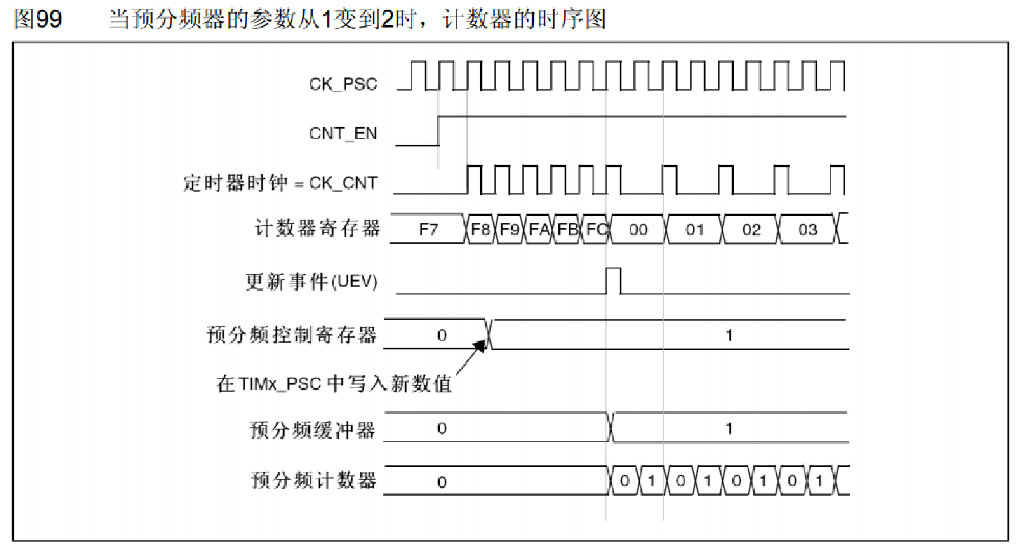 图99 当预分频器的参数从1变到2时，计数器的时序图
CK_PSC
CNT_EN
定时器时钟 = CK_CNT
计数器寄存器 F7 F8 F9 FA FB FC 00 01 02 03
更新事件(UEV)
预分频控制寄存器 0 1
在TIMx_PSC 中写入新数值
预分频缓冲器 0 1
预分频计数器 0 0 1 0 1 0 1 0 1